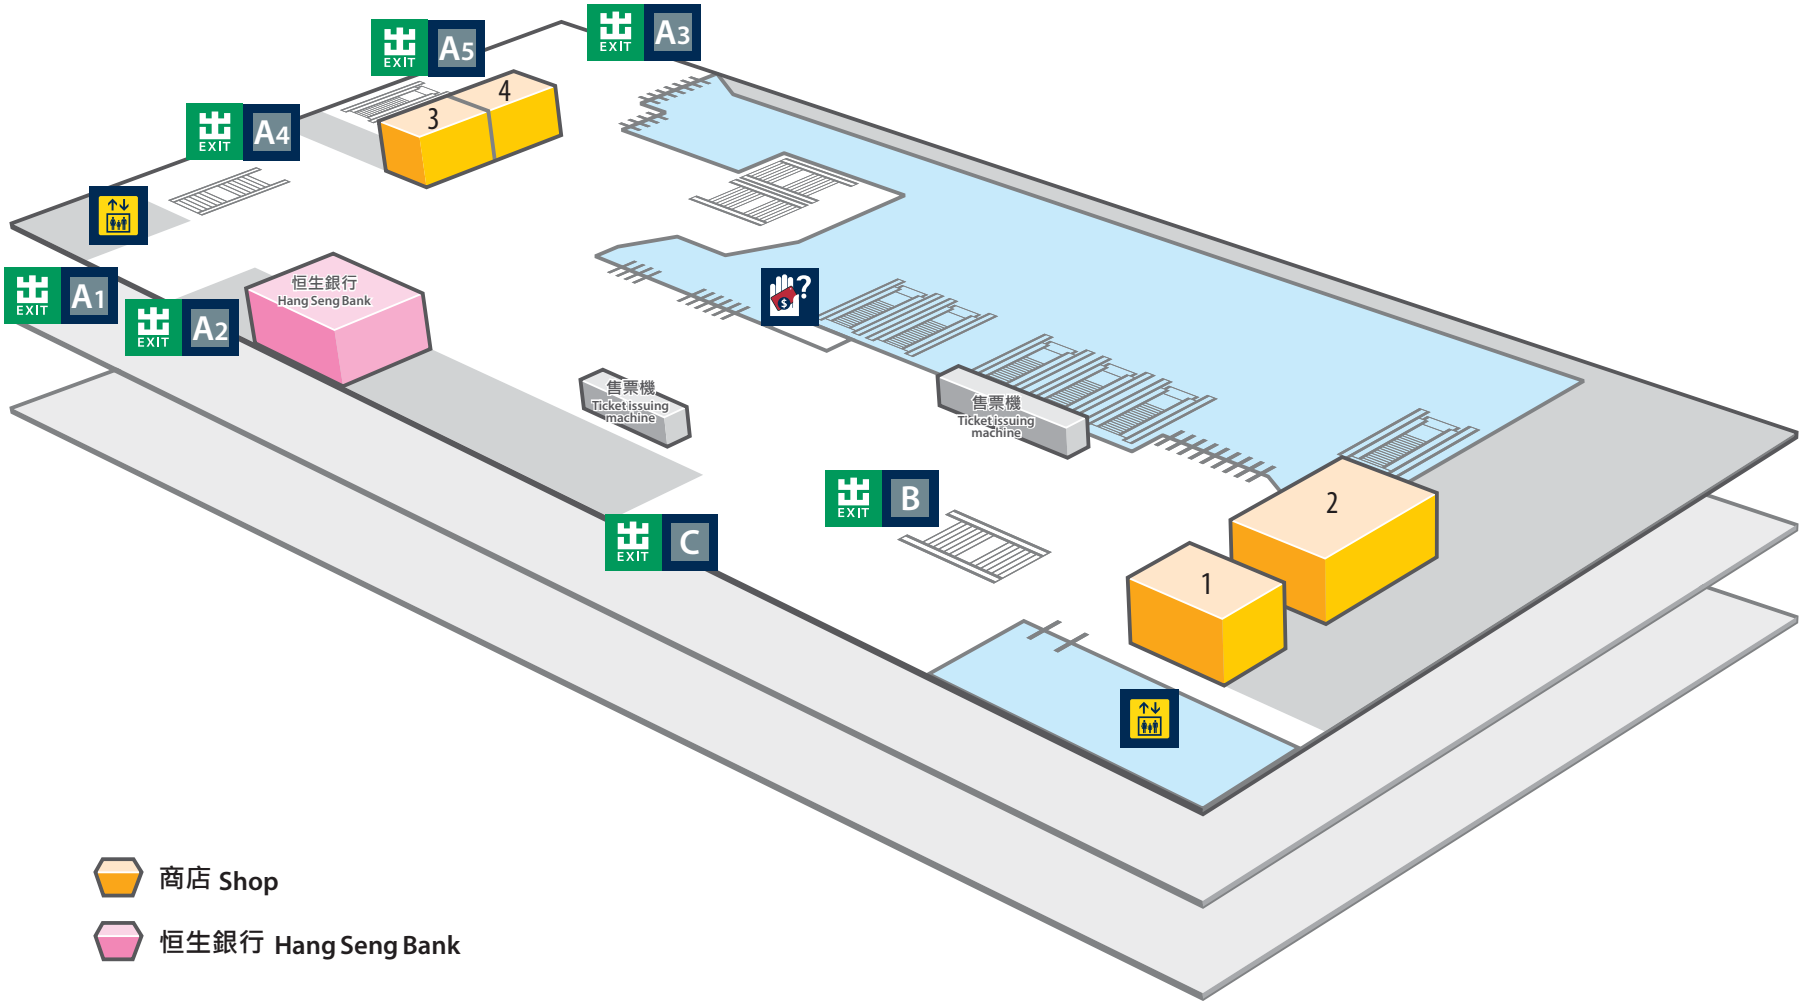 出 EXIT A3
出 EXIT A5
4
3
出 EXIT A4
恒生銀行
Hang Seng Bank
出 EXIT A1
出 EXIT A2
$ ?
售票機
Ticket issuing
machine
售票機
Ticket issuing
machine
出 EXIT B
2
出 EXIT C
1
商店 Shop
恒生銀行 Hang Seng Bank